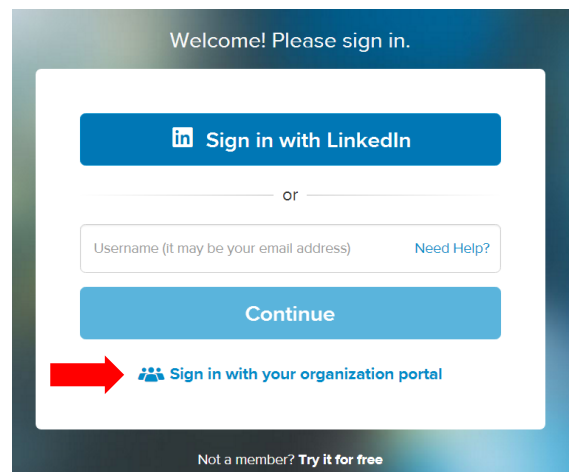 Welcome! Please sign in.
in Sign in with LinkedIn
or
Username (it may be your email address) Need Help?
Continue
Sign in with your organization portal
Not a member? Try it for free